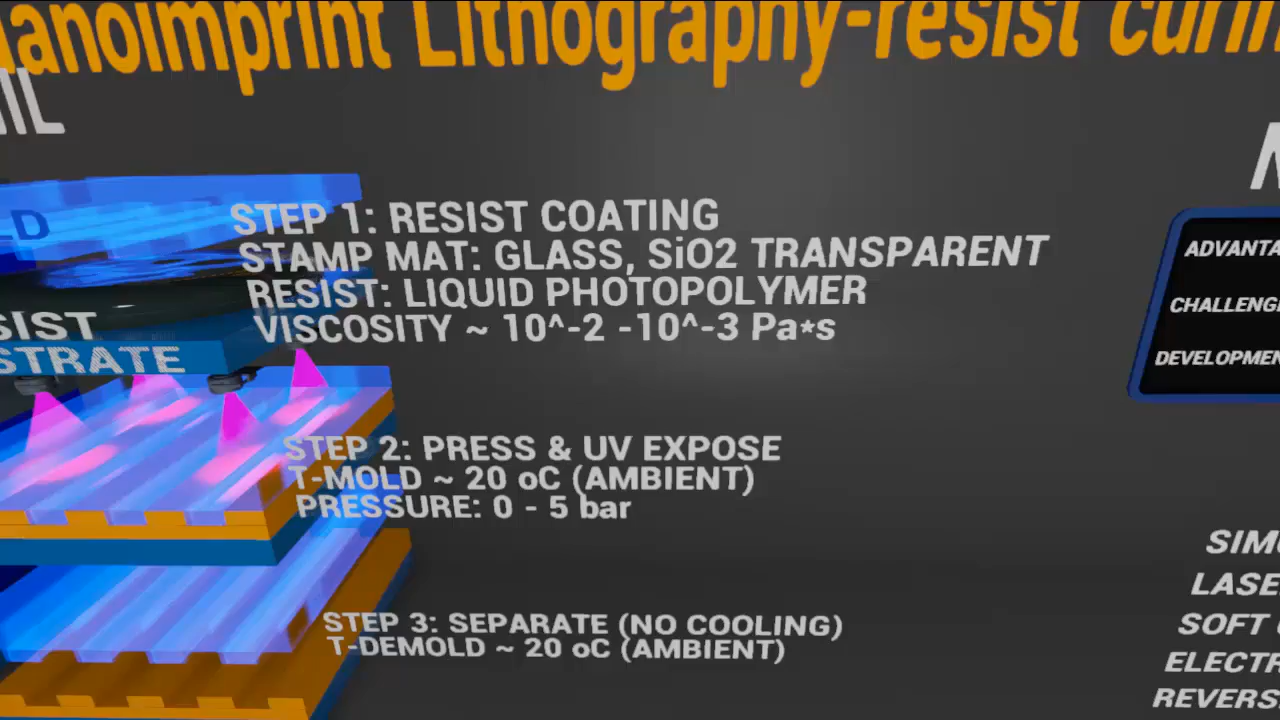 Lithography-resist
STEP 1: RESIST COATING
STAMP MAT: GLASS, SiO2 TRANSPARENT
RESIST: LIQUID PHOTOPOLYMER
VISCOSITY ~ 10^-2 -10^-3 Pa*s
STEP 2: PRESS & UV EXPOSE
T-MOLD ~ 20 oC (AMBIENT)
PRESSURE: 0 - 5 bar
STEP 3: SEPARATE (NO COOLING)
T-DEMOLD ~ 20 oC (AMBIENT)
SOFT